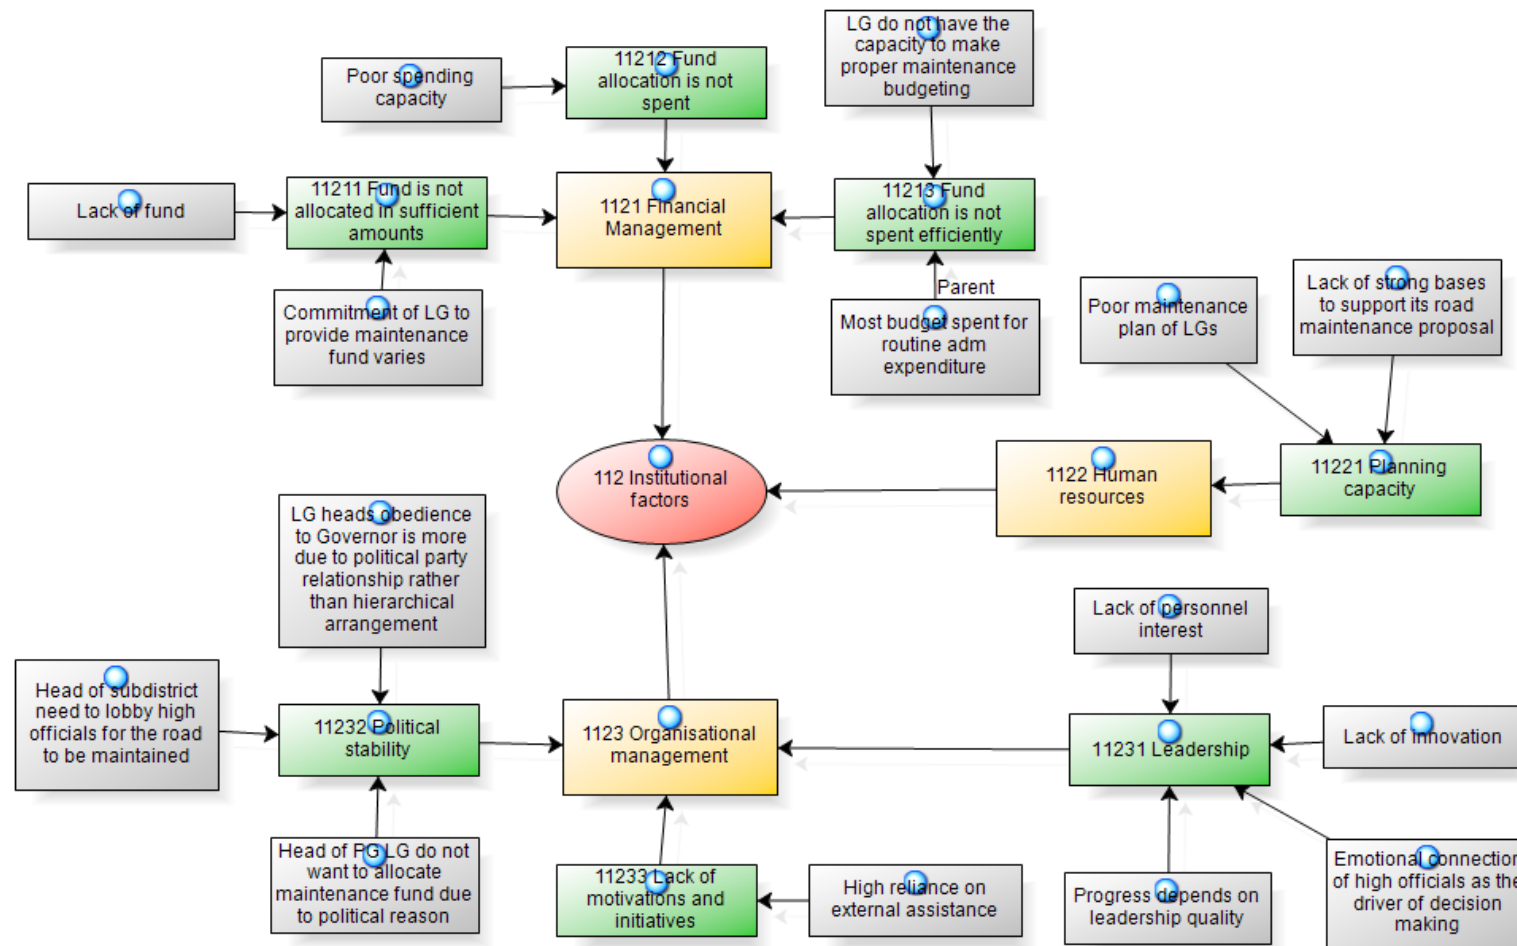 LG do not have the
capacity to make
proper maintenance
budgeting
11212 Fund
allocation is not
spent
Poor spending
capacity
11211 Fund is not
allocated in sufficient
amounts
Lack of fund
1121 Financial
Management
11213 Fund
allocation is not
spent efficiently
Parent
Commitment of LG to
provide maintenance
fund varies
Most budget spent for
routine adm
expenditure
Poor maintenance
plan of LGs
Lack of strong bases
to support its road
maintenance proposal
112 Institutional
factors
1122 Human
resources
11221 Planning
capacity
LG heads obedience
to Governor is more
due to political party
relationship rather
than hierarchical
arrangement
Lack of personnel
interest
Head of subdistrict
need to lobby high
officials for the road
to be maintained
11232 Political
stability
1123 Organisational
management
11231 Leadership
Lack of innovation
Head of PG LG do not
want to allocate
maintenance fund due
to political reason
11233 Lack of
motivations and
initiatives
High reliance on
external assistance
Progress depends on
leadership quality
Emotional connection
of high officials as the
driver of decision
making